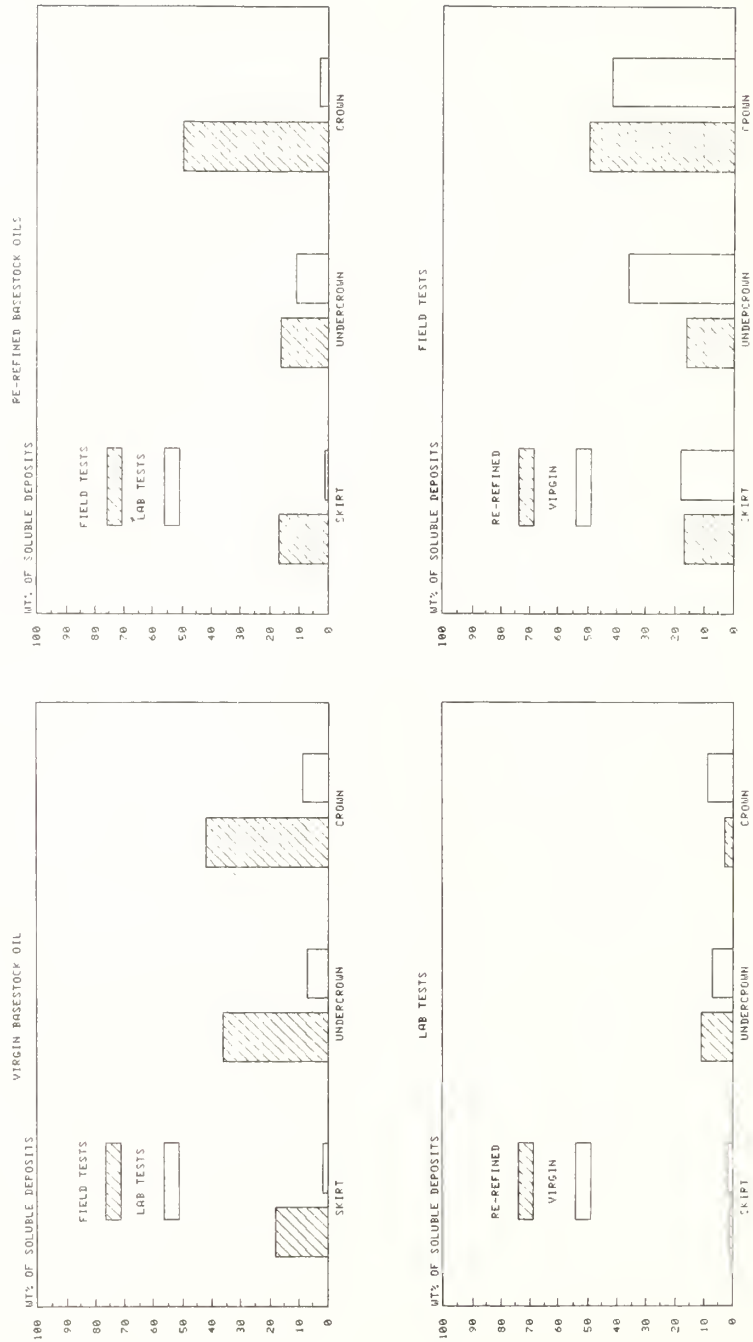 VIRGIN BASESTOCK OIL
WT% OF SOLUBLE DEPOSITS
100
90
80
70
60
50
40
30
20
10
0
FIELD TESTS
LAB TESTS
SKIRT
UNDERCROWN
CROWN
RE-REFINED BASESTOCK OILS
WT% OF SOLUBLE DEPOSITS
100
90
80
70
60
50
40
30
20
10
0
FIELD TESTS
LAB TESTS
SKIRT
UNDERCROWN
CROWN
LAB TESTS
WT% OF SOLUBLE DEPOSITS
100
90
80
70
60
50
40
30
20
10
0
RE-REFINED
VIRGIN
SKIRT
UNDERCROWN
CROWN
FIELD TESTS
WT% OF SOLUBLE DEPOSITS
100
90
80
70
60
50
40
30
20
10
0
RE-REFINED
VIRGIN
SKIRT
UNDERCROWN
CROWN